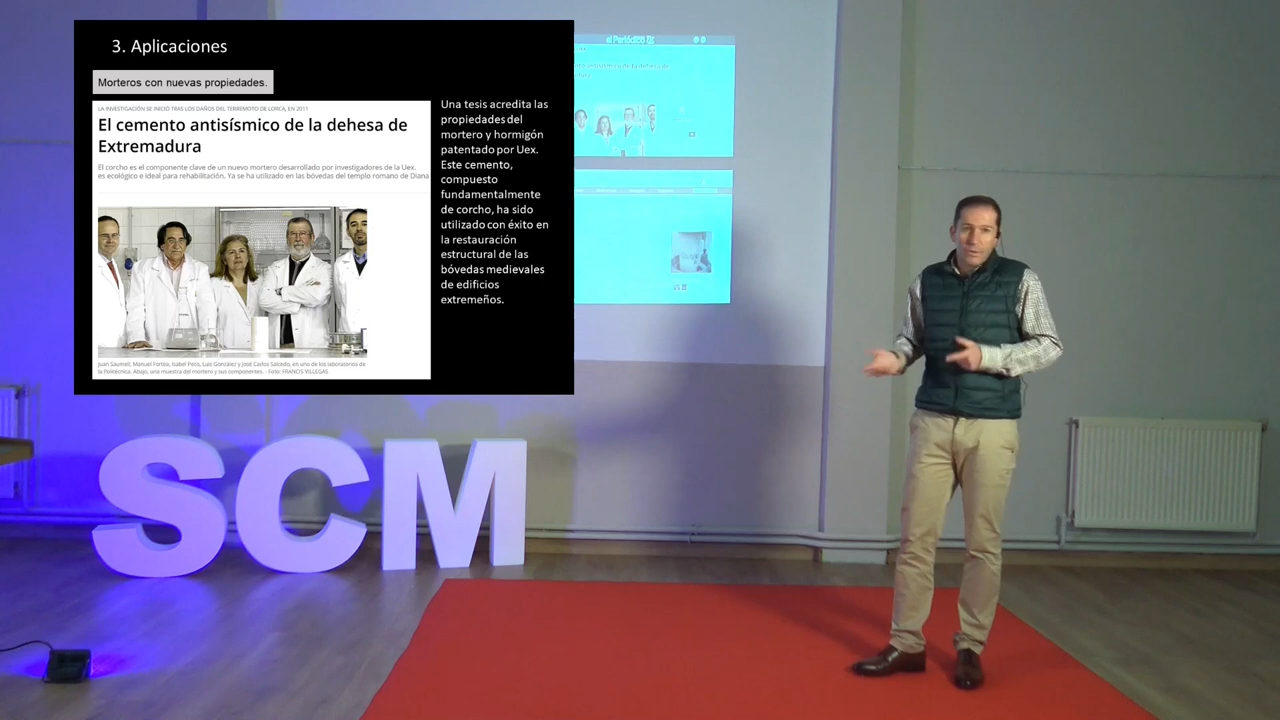 3. Aplicaciones
Morteros con nuevas propiedades.
LA INVESTIGACIÓN SE INICIÓ TRAS LOS DAÑOS DEL TERREMOTO DE LORCA, EN 2011
El cemento antisísmico de la dehesa de
Extremadura
El corcho es el componente clave de un nuevo mortero desarrollado por investigadores de la Uex.
es ecológico e ideal para rehabilitación. Ya se ha utilizado en las bóvedas del templo romano de Diana
Juan Saumell, Manuel Fortea, Isabel Peco, Luis González y José Carlos Salcedo, en uno de los laboratorios de
la Politécnica. Abajo, una muestra del mortero y sus componentes. - Foto: FRANCIS VILLEGAS
Una tesis acredita las
propiedades del
mortero y hormigón
patentado por Uex.
Este cemento,
compuesto
fundamentalmente
de corcho, ha sido
utilizado con éxito en
la restauración
estructural de las
bóvedas medievales
de edificios
extremeños.
el Periódico
antisísmico de la dehesa de
SCM